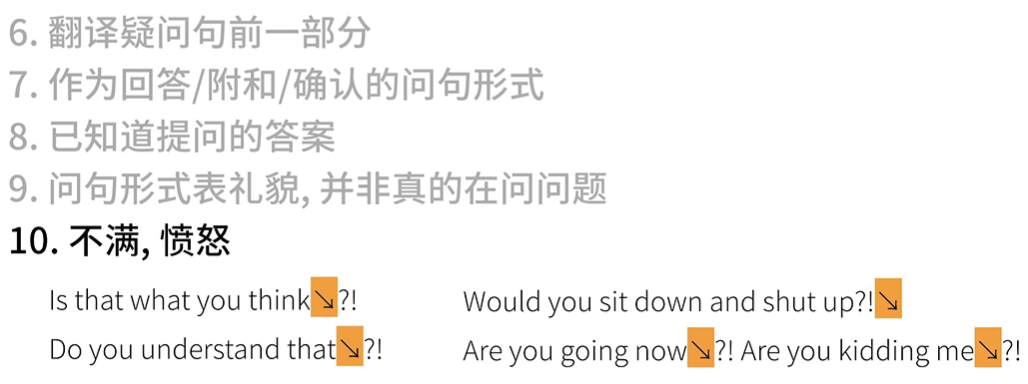 6. 翻译疑问句前一部分
7. 作为回答/附和/确认的问句形式
8. 已知道提问的答案
9. 问句形式表礼貌, 并非真的在问问题
10. 不满, 愤怒
Is that what you think↘?! Would you sit down and shut up?!↘
Do you understand that↘?! Are you going now↘?! Are you kidding me↘?!